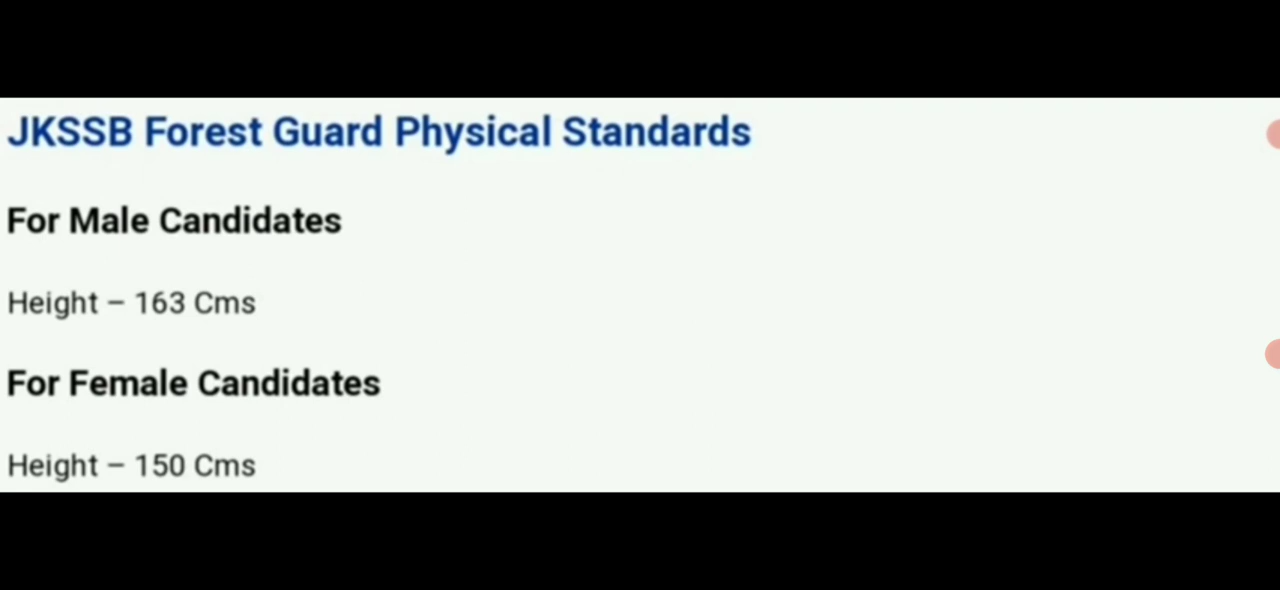 JKSSB Forest Guard Physical Standards
For Male Candidates
Height – 163 Cms
For Female Candidates
Height – 150 Cms